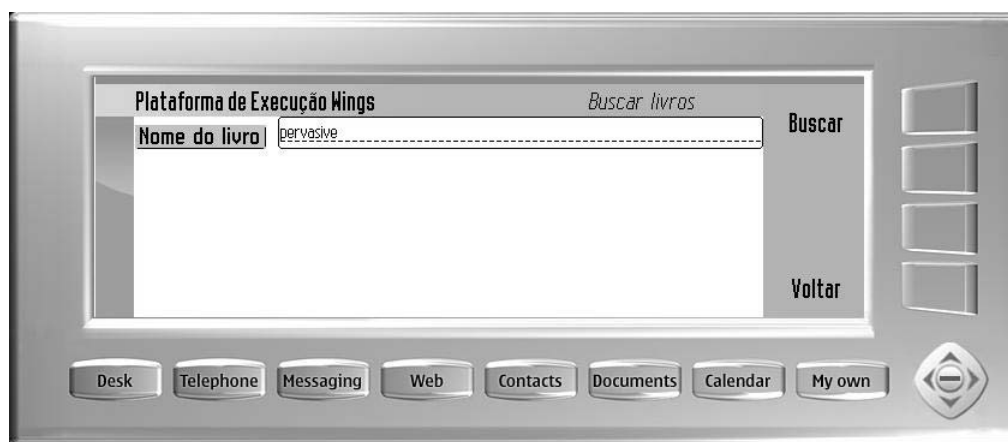 Plataforma de Execução Wings Buscar livros
Buscar
Nome do livro pervasive
Voltar
Desk Telephone Messaging Web Contacts Documents Calendar My own